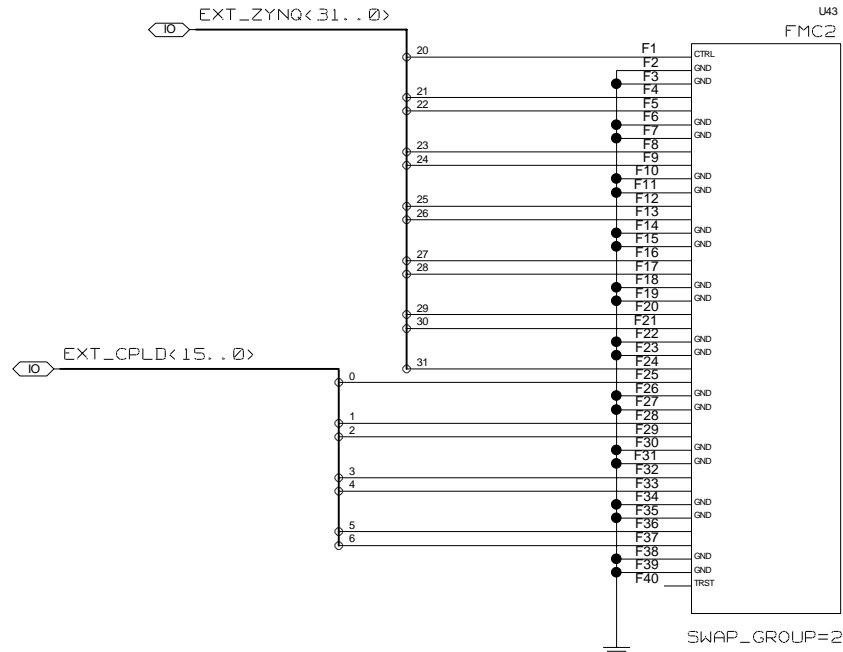 U43
EXT_ZYNQ<31..0>
IO
FMC2
20 F1 CTRL
F2 GND
F3 GND
21 F4
22 F5
F6 GND
F7 GND
23 F8
24 F9
F10 GND
F11 GND
25 F12
26 F13
F14 GND
F15 GND
27 F16
28 F17
F18 GND
F19 GND
29 F20
30 F21
F22 GND
F23 GND
31 F24
EXT_CPLD<15..0>
IO
0 F25
F26 GND
F27 GND
1 F28
2 F29
F30 GND
F31 GND
3 F32
4 F33
F34 GND
F35 GND
5 F36
6 F37
F38 GND
F39 GND
F40 TRST
SWAP_GROUP=2